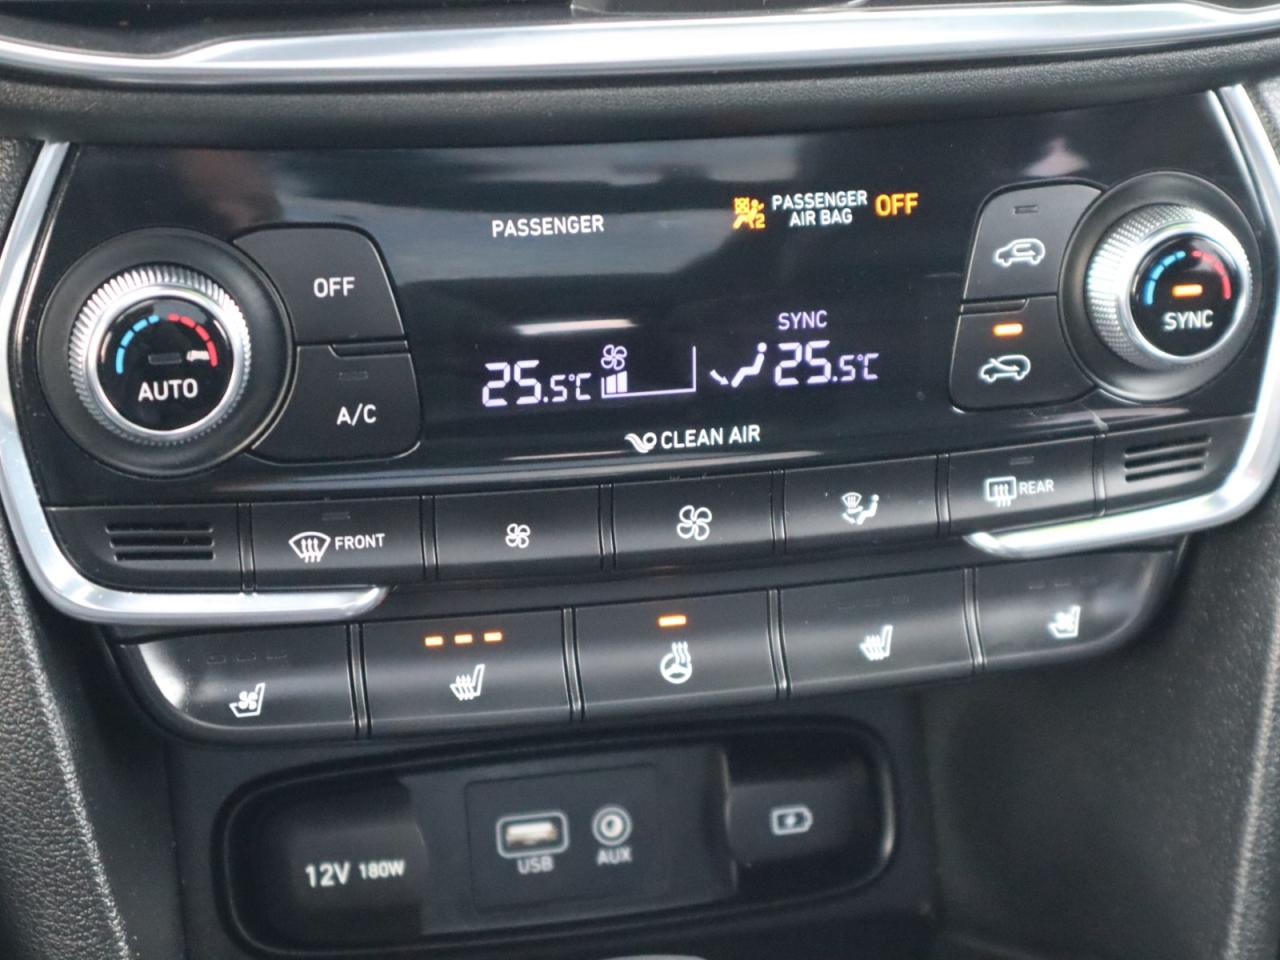 PASSENGER
PASSENGER
AIR BAG
OFF
2
OFF
AUTO
A/C
SYNC
25.5℃
25.5℃
SYNC
CLEAN AIR
FRONT
REAR
12V 180W
USB
AUX